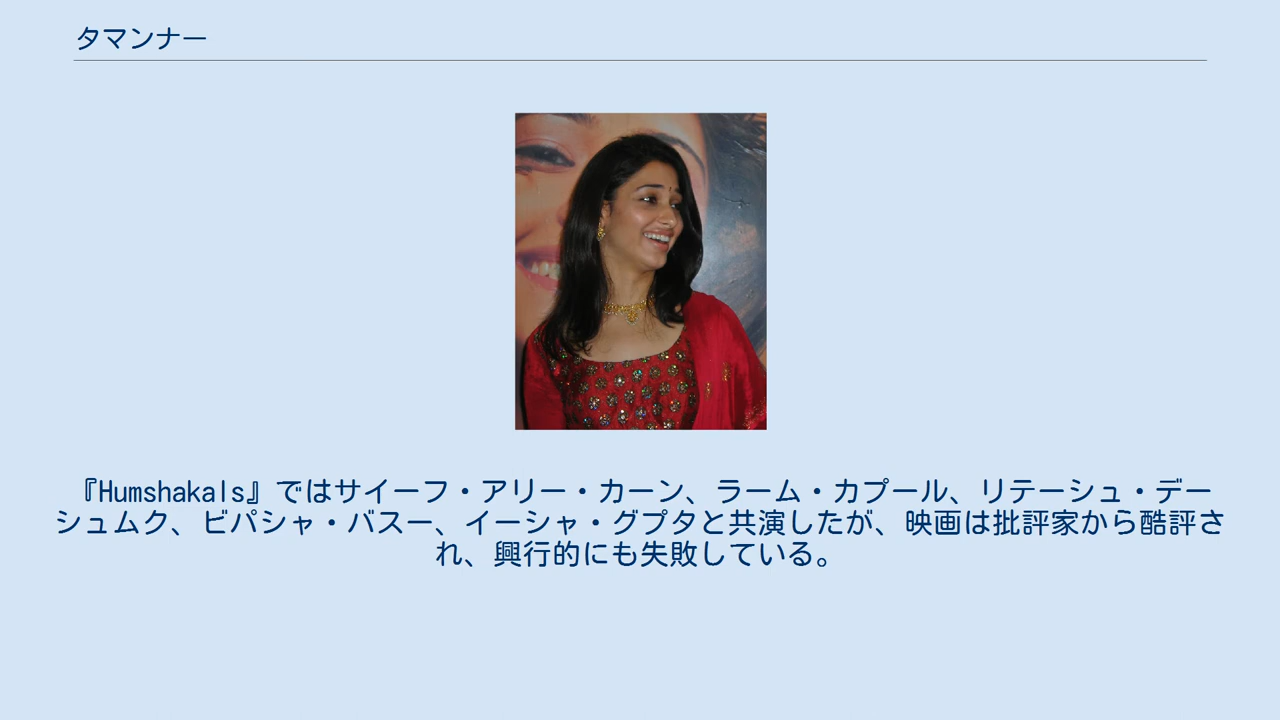 タマンナー
『Humshakals』ではサイーフ・アリー・カーン、ラーム・カプール、リテーシュ・デー
シュムク、ビパシャ・バスー、イーシャ・グプタと共演したが、映画は批評家から酷評さ
れ、興行的にも失敗している。